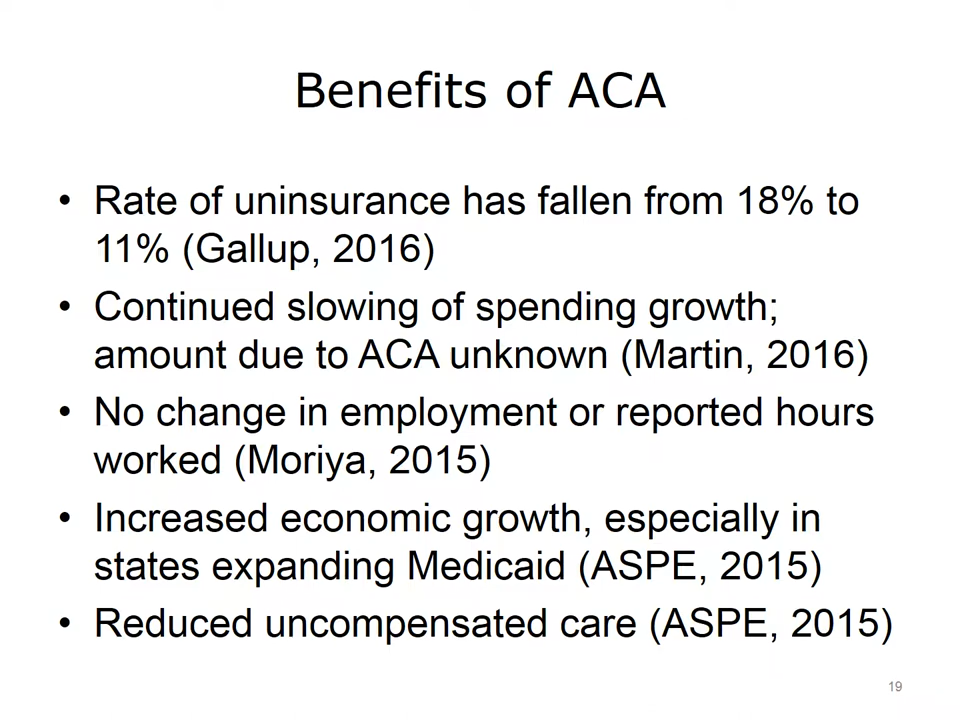 Benefits of ACA
• Rate of uninsurance has fallen from 18% to
11% (Gallup, 2016)
• Continued slowing of spending growth;
amount due to ACA unknown (Martin, 2016)
• No change in employment or reported hours
worked (Moriya, 2015)
• Increased economic growth, especially in
states expanding Medicaid (ASPE, 2015)
• Reduced uncompensated care (ASPE, 2015)
19